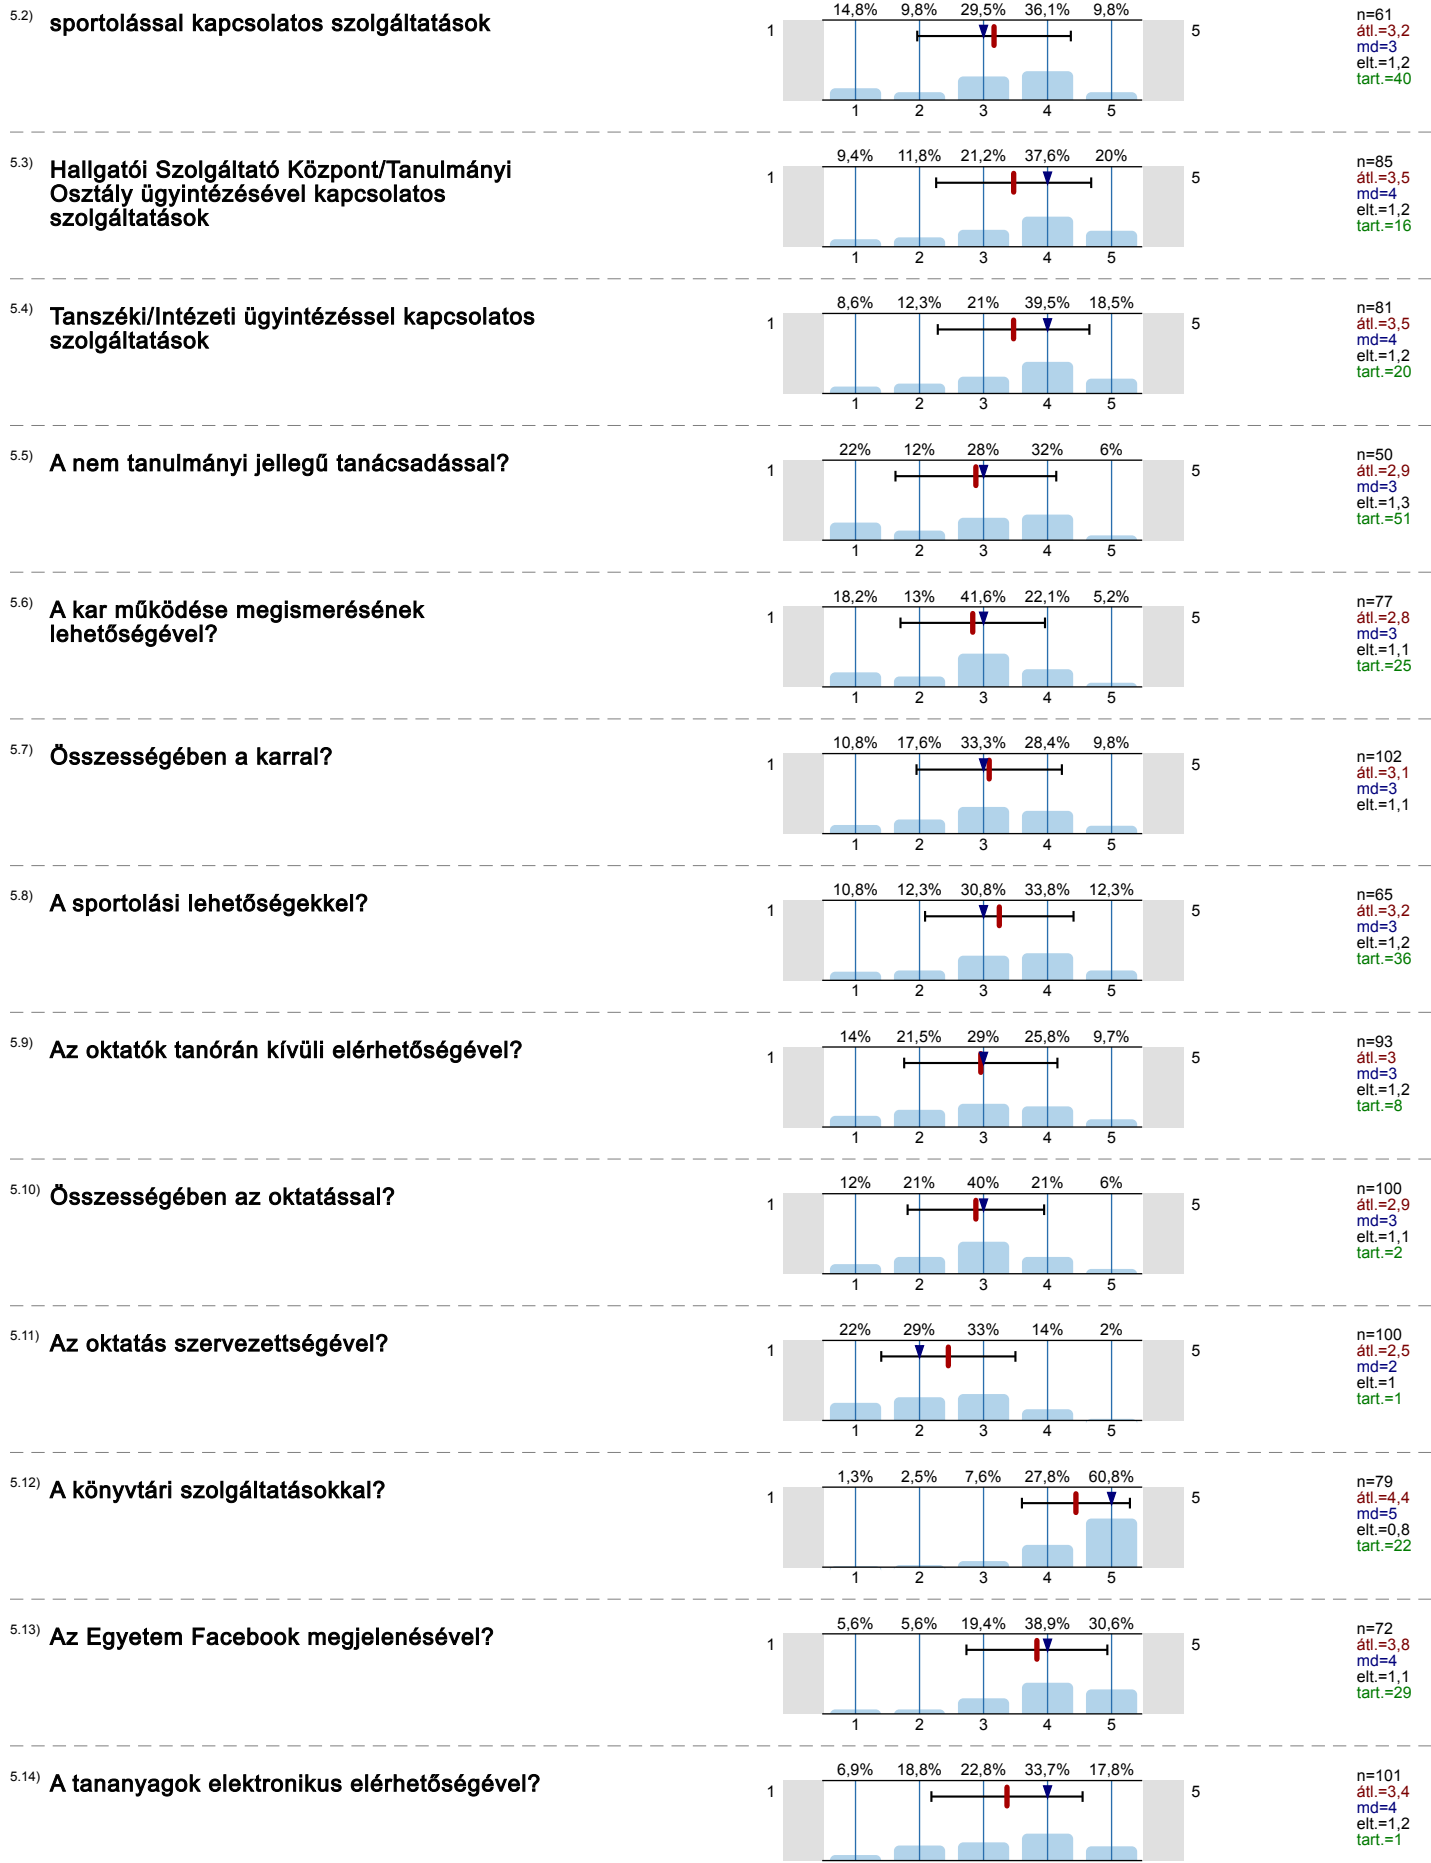 5.2) sportolással kapcsolatos szolgáltatások
14,8% 9,8% 29,5% 36,1% 9,8%
1 5
1 2 3 4 5
n=61
átl.=3,2
md=3
elt.=1,2
tart.=40
5.3) Hallgatói Szolgáltató Központ/Tanulmányi
Osztály ügyintézésével kapcsolatos
szolgáltatások
9,4% 11,8% 21,2% 37,6% 20%
1 5
1 2 3 4 5
n=85
átl.=3,5
md=4
elt.=1,2
tart.=16
5.4) Tanszéki/Intézeti ügyintézéssel kapcsolatos
szolgáltatások
8,6% 12,3% 21% 39,5% 18,5%
1 5
1 2 3 4 5
n=81
átl.=3,5
md=4
elt.=1,2
tart.=20
5.5) A nem tanulmányi jellegű tanácsadással?
22% 12% 28% 32% 6%
1 5
1 2 3 4 5
n=50
átl.=2,9
md=3
elt.=1,3
tart.=51
5.6) A kar működése megismerésének
lehetőségével?
18,2% 13% 41,6% 22,1% 5,2%
1 5
1 2 3 4 5
n=77
átl.=2,8
md=3
elt.=1,1
tart.=25
5.7) Összességében a karral?
10,8% 17,6% 33,3% 28,4% 9,8%
1 5
1 2 3 4 5
n=102
átl.=3,1
md=3
elt.=1,1
5.8) A sportolási lehetőségekkel?
10,8% 12,3% 30,8% 33,8% 12,3%
1 5
1 2 3 4 5
n=65
átl.=3,2
md=3
elt.=1,2
tart.=36
5.9) Az oktatók tanórán kívüli elérhetőségével?
14% 21,5% 29% 25,8% 9,7%
1 5
1 2 3 4 5
n=93
átl.=3
md=3
elt.=1,2
tart.=8
5.10) Összességében az oktatással?
12% 21% 40% 21% 6%
1 5
1 2 3 4 5
n=100
átl.=2,9
md=3
elt.=1,1
tart.=2
5.11) Az oktatás szervezettségével?
22% 29% 33% 14% 2%
1 5
1 2 3 4 5
n=100
átl.=2,5
md=2
elt.=1
tart.=1
5.12) A könyvtári szolgáltatásokkal?
1,3% 2,5% 7,6% 27,8% 60,8%
1 5
1 2 3 4 5
n=79
átl.=4,4
md=5
elt.=0,8
tart.=22
5.13) Az Egyetem Facebook megjelenésével?
5,6% 5,6% 19,4% 38,9% 30,6%
1 5
1 2 3 4 5
n=72
átl.=3,8
md=4
elt.=1,1
tart.=29
5.14) A tananyagok elektronikus elérhetőségével?
6,9% 18,8% 22,8% 33,7% 17,8%
1 5
n=101
átl.=3,4
md=4
elt.=1,2
tart.=1